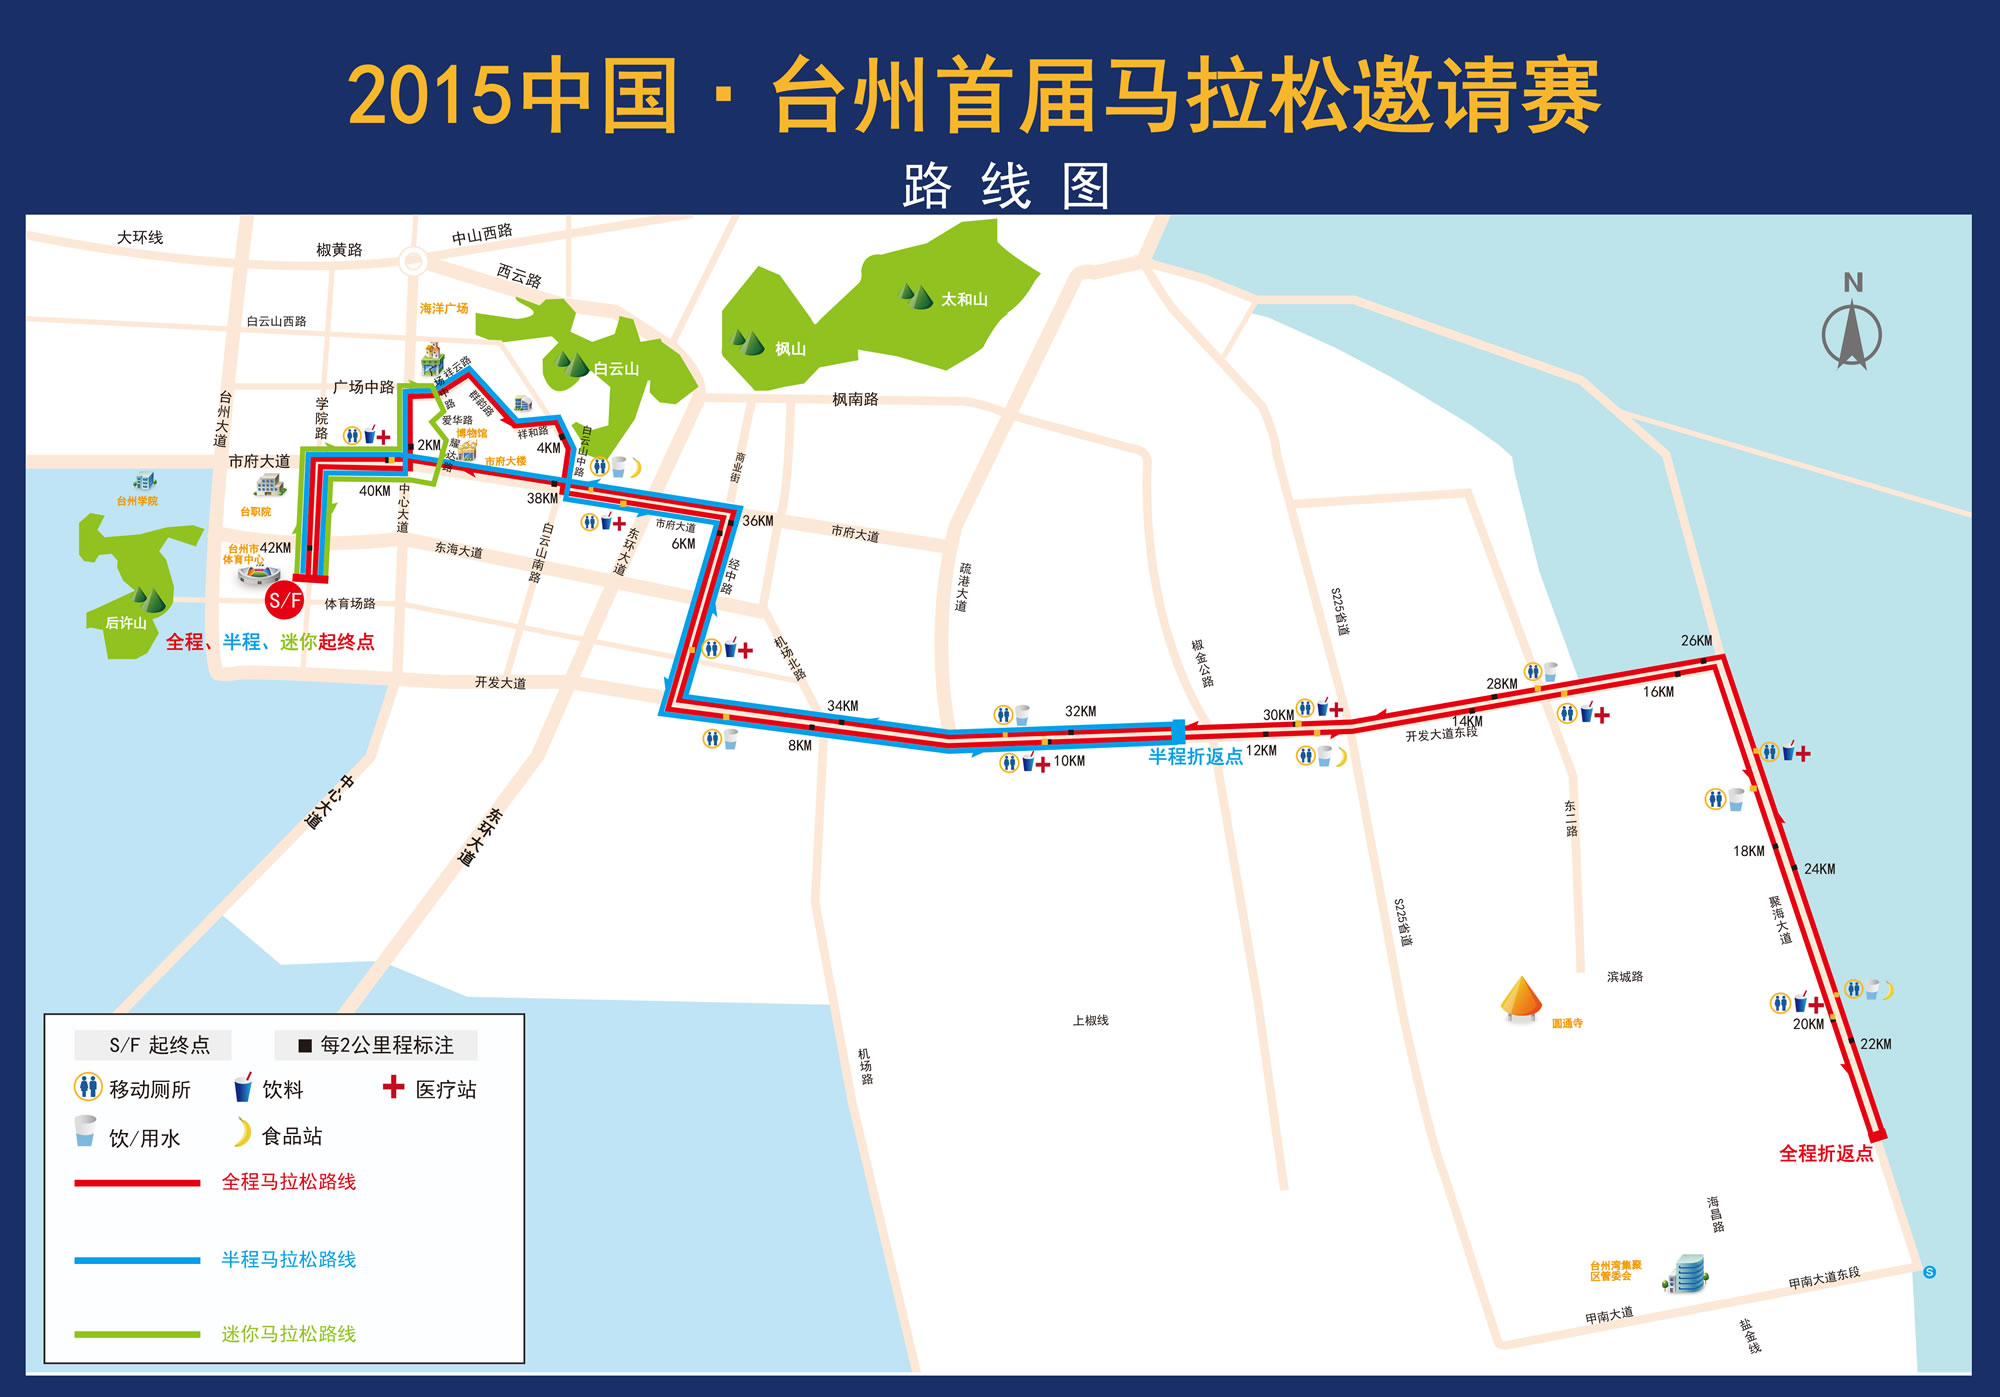 2015中国·台州首届马拉松邀请赛
路线图
大环线
椒黄路
中山西路
西云路
海洋广场
白云山西路
太和山
枫山
白云山
N
广场中路
祥云路
群韵路
爱华路
博物馆
祥和路
市府大楼
耀达路
白云山中路
台州大道
学院路
市府大道
2KM
4KM
枫南路
商业街
台州学院
台职院
40KM
中心大道
38KM
36KM
市府大道
6KM
市府大道
东海大道
白云山南路
东环大道
经中路
疏港大道
台州市
体育中心
42KM
S/F
体育场路
后许山
全程、半程、迷你起终点
开发大道
机场北路
椒金公路
S225省道
34KM
8KM
32KM
10KM
半程折返点
30KM
12KM
28KM
14KM
开发大道东段
26KM
16KM
中心大道
东环大道
东二路
18KM
24KM
聚海大道
S225省道
滨城路
圆通寺
上椒线
机场路
20KM
22KM
全程折返点
海昌路
台州湾集聚
区管委会
甲南大道东段
甲南大道
盐金线
S
S/F 起终点
每2公里程标注
移动厕所
饮料
医疗站
饮/用水
食品站
全程马拉松路线
半程马拉松路线
迷你马拉松路线